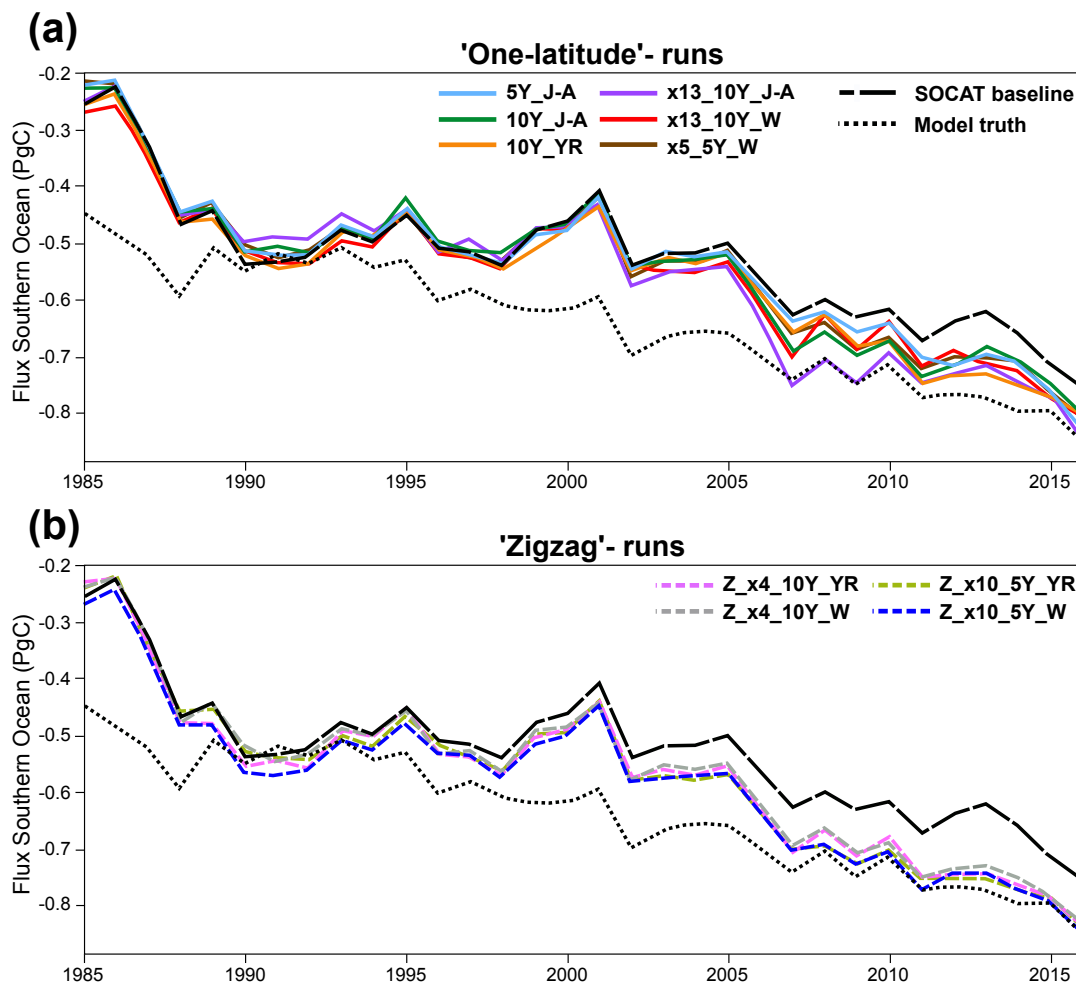 (a)
'One-latitude'- runs
5Y_J-A
x13_10Y_J-A
SOCAT baseline
10Y_J-A
x13_10Y_W
Model truth
10Y_YR
x5_5Y_W
Flux Southern Ocean (PgC)
-0.2
-0.3
-0.4
-0.5
-0.6
-0.7
-0.8
1985
1990
1995
2000
2005
2010
2015
(b)
'Zigzag'- runs
Z_x4_10Y_YR
Z_x10_5Y_YR
Z_x4_10Y_W
Z_x10_5Y_W
Flux Southern Ocean (PgC)
-0.2
-0.3
-0.4
-0.5
-0.6
-0.7
-0.8
1985
1990
1995
2000
2005
2010
2015